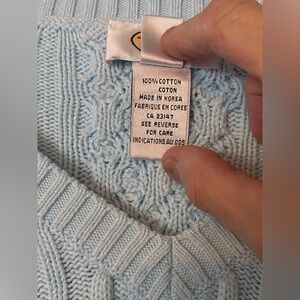 100% COTTON
COTON
MADE IN KOREA
FABRIQUE EN COREE
CA 23147
SEE REVERSE
FOR CARE
INDICATIONS AU DOS